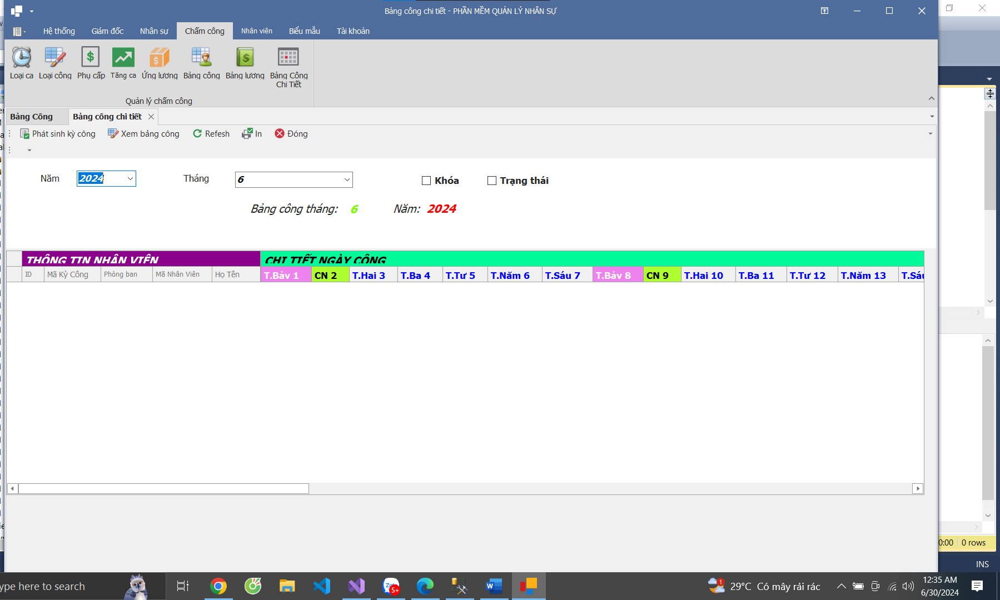 Bảng công chi tiết - PHẦN MỀM QUẢN LÝ NHÂN SỰ
Hệ thống Giám đốc Nhân sự Chấm công Nhân viên Biểu mẫu Tài khoản
Loại ca Loại công Phụ cấp Tăng ca Ứng lương Bảng công Bảng lương Bảng Công Chi Tiết
Quản lý chấm công
Bảng Công Bảng công chi tiết
Phát sinh kỳ công Xem bảng công Refesh In Đóng
Năm 2024 Tháng 6 Khóa Trạng thái
Bảng công tháng: 6 Năm: 2024
THÔNG TIN NHÂN VIÊN CHI TIẾT NGÀY CÔNG
ID Mã Kỳ Công Phòng ban Mã Nhân Viên Họ Tên T.Bảy 1 CN 2 T.Hai 3 T.Ba 4 T.Tư 5 T.Năm 6 T.Sáu 7 T.Bảy 8 CN 9 T.Hai 10 T.Ba 11 T.Tư 12 T.Năm 13 T.Sáu
0:00 0 rows
INS
ype here to search
5+
1
29°C Có mây rải rác
12:35 AM
6/30/2024